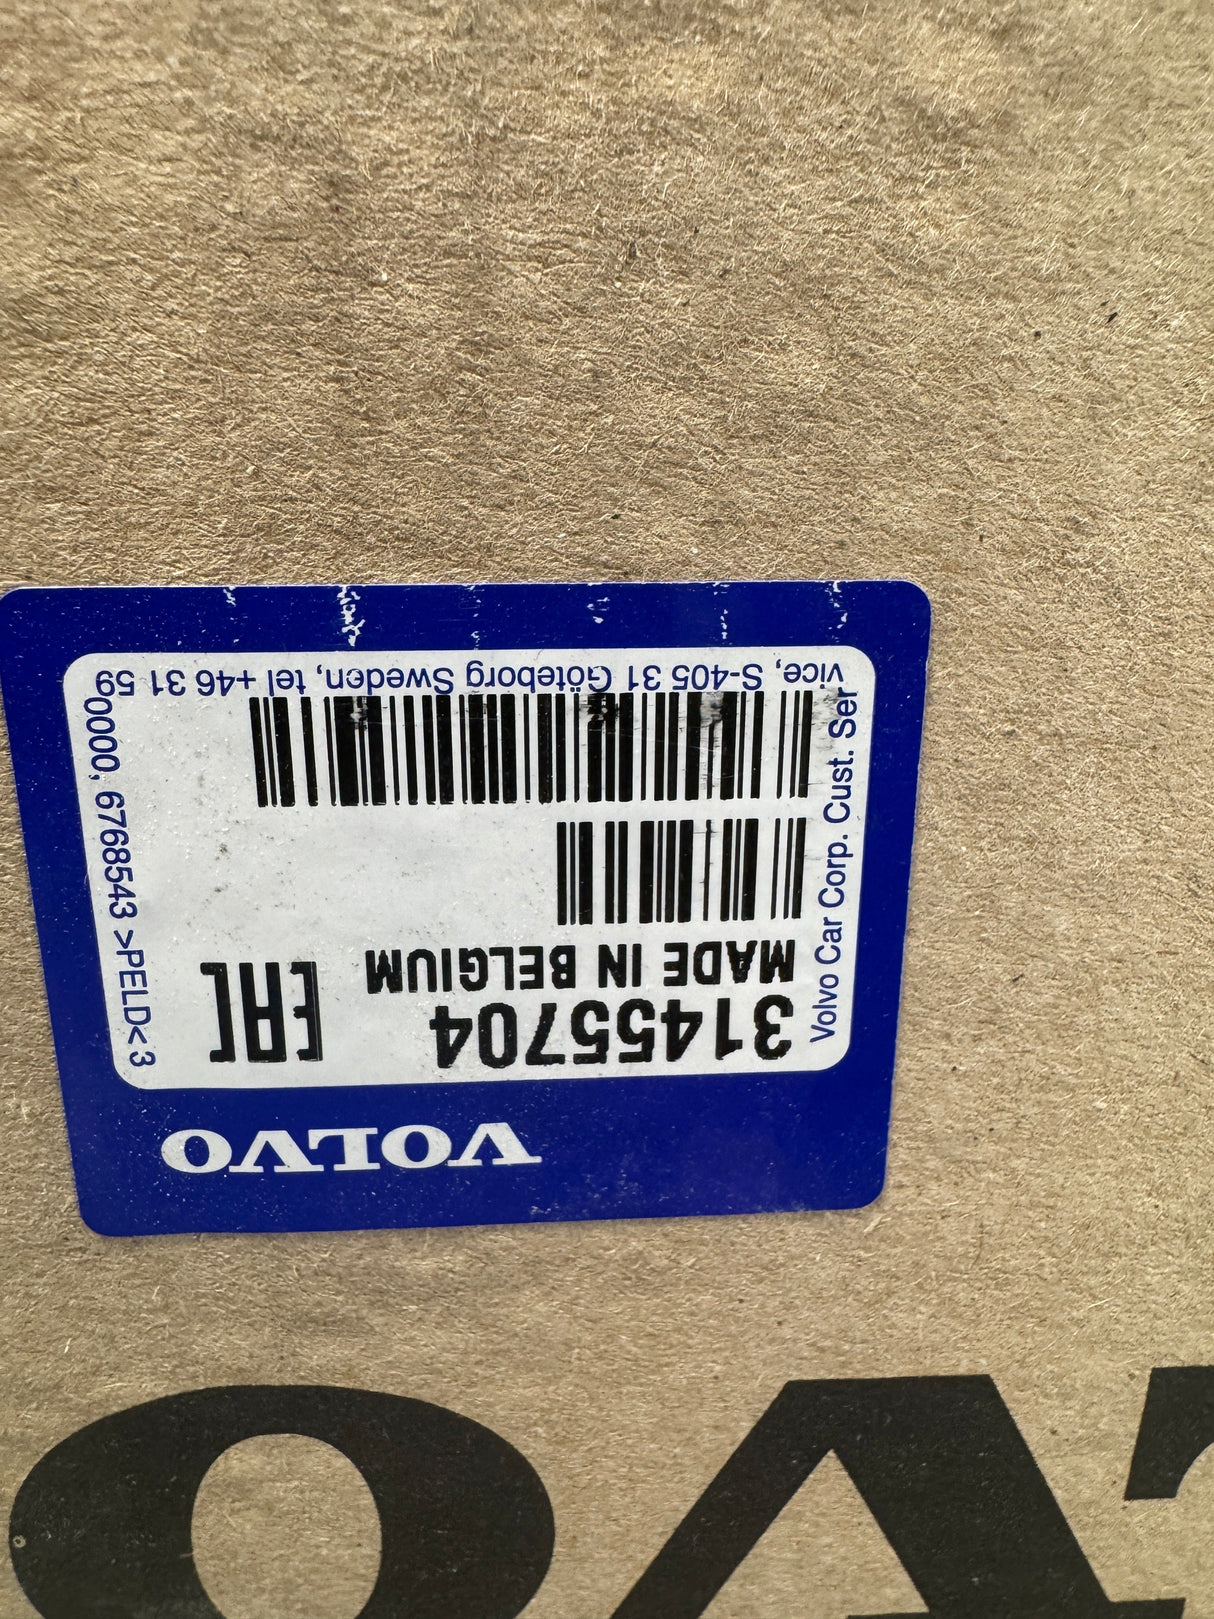 VOLVO
31455704
EAC
MADE IN BELGIUM
Volvo Car Corp. Cust. Ser
vice, S-405 31 Göteborg Sweden, tel +46 31 59
0000, 6768543 >PELD< 3